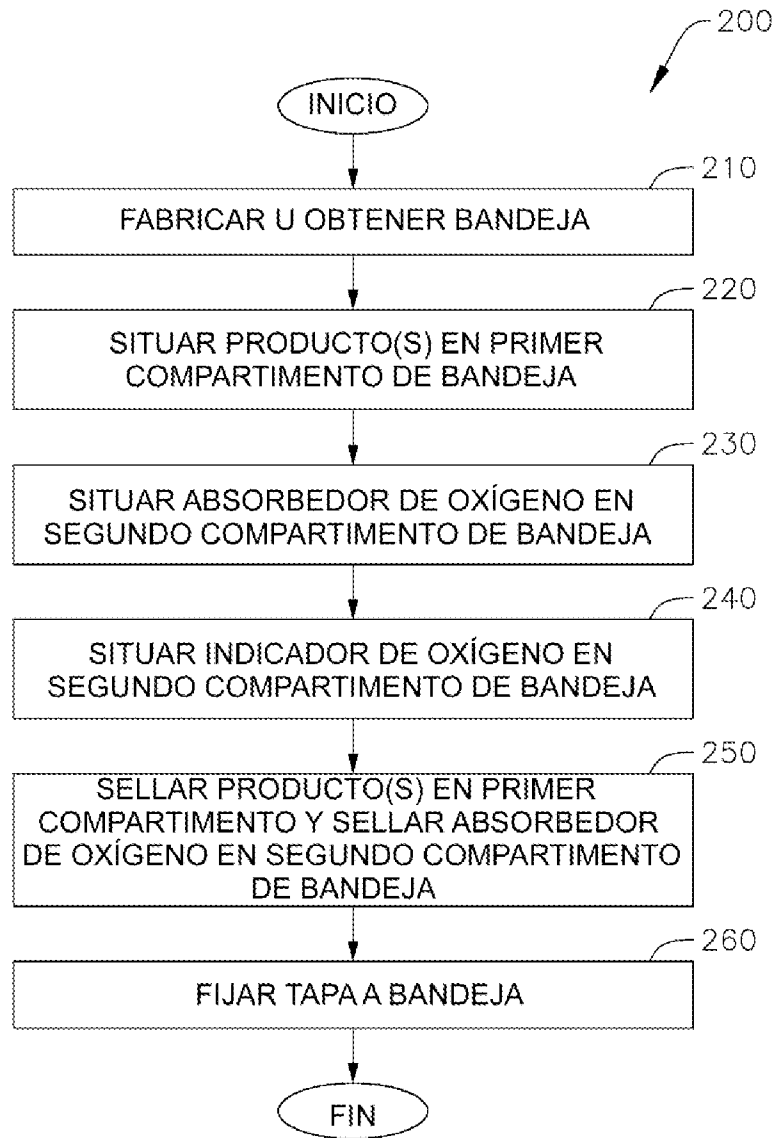 200
INICIO
210
FABRICAR U OBTENER BANDEJA
220
SITUAR PRODUCTO(S) EN PRIMER
COMPARTIMENTO DE BANDEJA
230
SITUAR ABSORBEDOR DE OXÍGENO EN
SEGUNDO COMPARTIMENTO DE BANDEJA
240
SITUAR INDICADOR DE OXÍGENO EN
SEGUNDO COMPARTIMENTO DE BANDEJA
250
SELLAR PRODUCTO(S) EN PRIMER
COMPARTIMENTO Y SELLAR ABSORBEDOR
DE OXÍGENO EN SEGUNDO COMPARTIMENTO
DE BANDEJA
260
FIJAR TAPA A BANDEJA
FIN